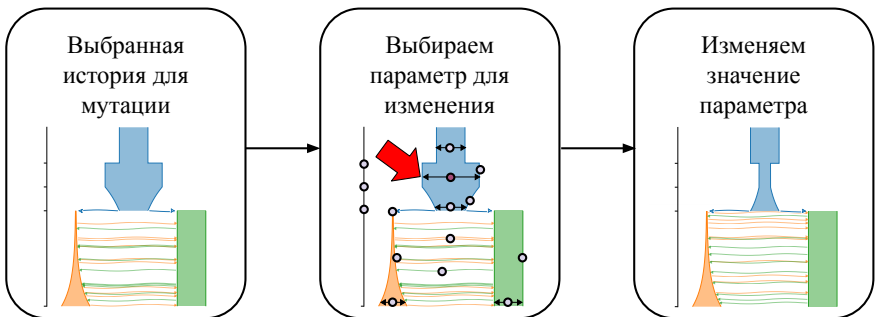 Выбранная
история для
мутации
Выбираем
параметр для
изменения
Изменяем
значение
параметра